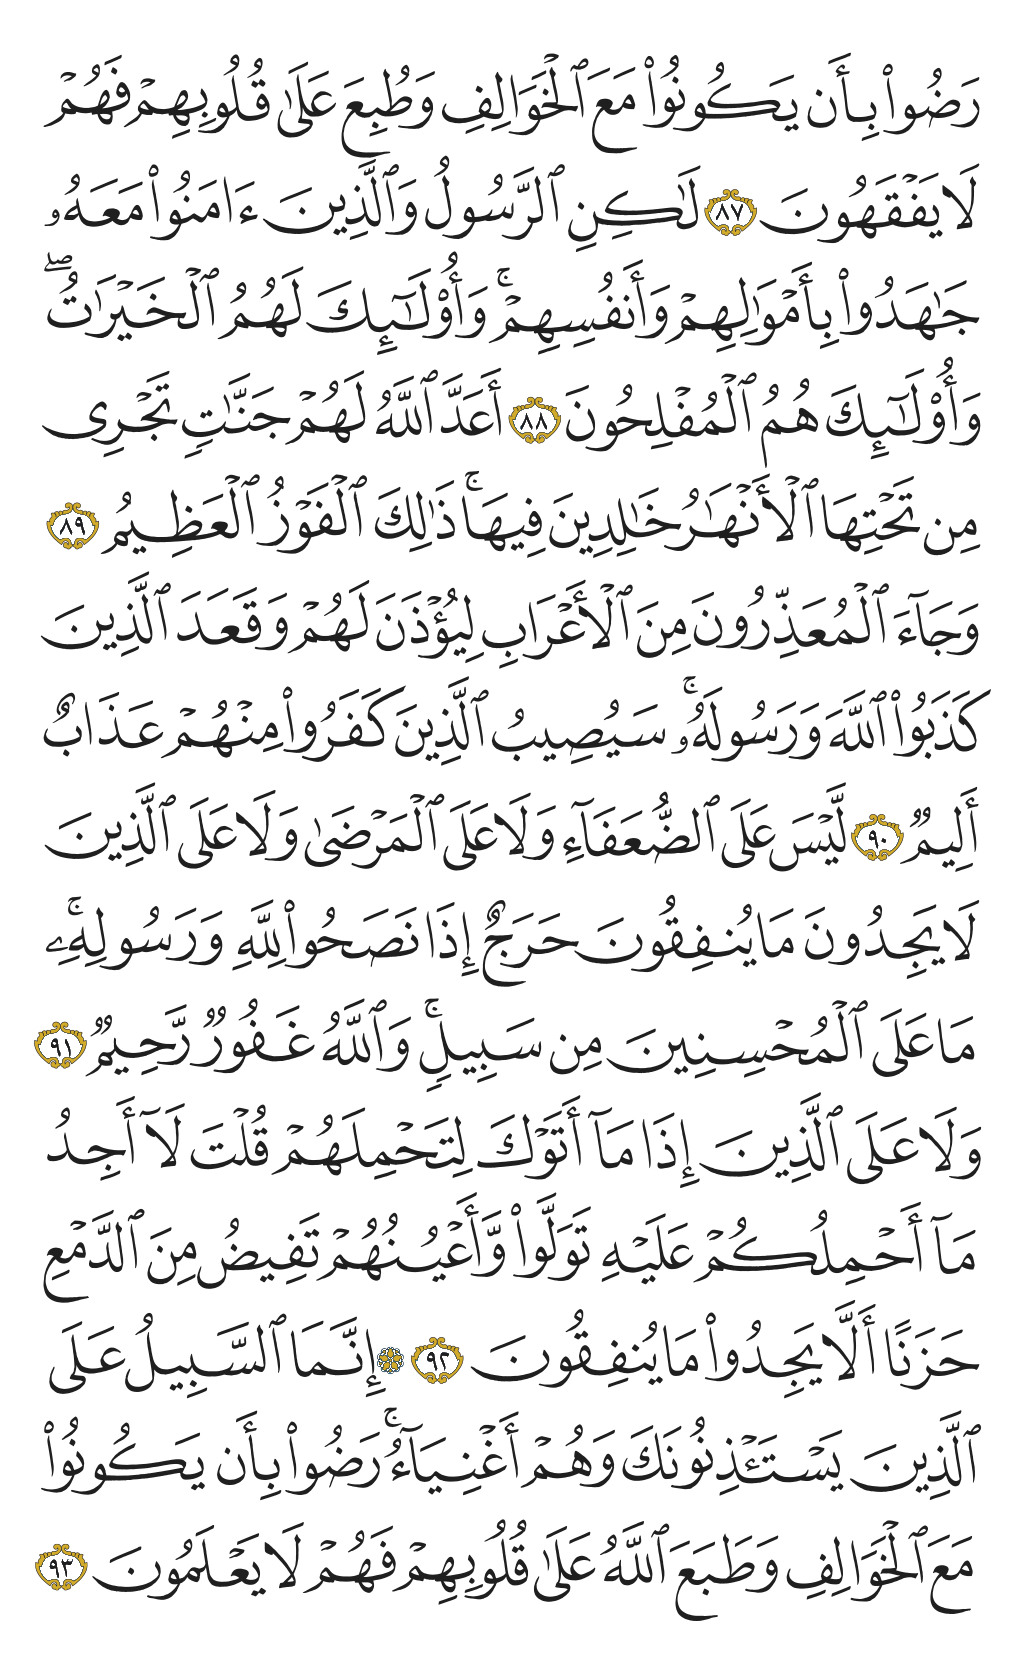 رَضُوا۟ بِأَن يَكُونُوا۟ مَعَ ٱلْخَوَالِفِ وَطُبِعَ عَلَىٰ قُلُوبِهِمْ فَهُمْ
لَا يَفْقَهُونَ ٨٧ لَـٰكِنِ ٱلرَّسُولُ وَٱلَّذِينَ ءَامَنُوا۟ مَعَهُۥ
جَـٰهَدُوا۟ بِأَمْوَٰلِهِمْ وَأَنفُسِهِمْ ۚ وَأُو۟لَـٰٓئِكَ لَهُمُ ٱلْخَيْرَٰتُ ۖ
وَأُو۟لَـٰٓئِكَ هُمُ ٱلْمُفْلِحُونَ ٨٨ أَعَدَّ ٱللَّهُ لَهُمْ جَنَّـٰتٍ تَجْرِى
مِن تَحْتِهَا ٱلْأَنْهَـٰرُ خَـٰلِدِينَ فِيهَا ۚ ذَٰلِكَ ٱلْفَوْزُ ٱلْعَظِيمُ ٨٩
وَجَآءَ ٱلْمُعَذِّرُونَ مِنَ ٱلْأَعْرَابِ لِيُؤْذَنَ لَهُمْ وَقَعَدَ ٱلَّذِينَ
كَذَبُوا۟ ٱللَّهَ وَرَسُولَهُۥ ۚ سَيُصِيبُ ٱلَّذِينَ كَفَرُوا۟ مِنْهُمْ عَذَابٌ
أَلِيمٌ ٩٠ لَّيْسَ عَلَى ٱلضُّعَفَآءِ وَلَا عَلَى ٱلْمَرْضَىٰ وَلَا عَلَى ٱلَّذِينَ
لَا يَجِدُونَ مَا يُنفِقُونَ حَرَجٌ إِذَا نَصَحُوا۟ لِلَّهِ وَرَسُولِهِۦ ۚ
مَا عَلَى ٱلْمُحْسِنِينَ مِن سَبِيلٍ ۚ وَٱللَّهُ غَفُورٌ رَّحِيمٌ ٩١
وَلَا عَلَى ٱلَّذِينَ إِذَا مَآ أَتَوْكَ لِتَحْمِلَهُمْ قُلْتَ لَآ أَجِدُ
مَآ أَحْمِلُكُمْ عَلَيْهِ تَوَلَّوا۟ وَّأَعْيُنُهُمْ تَفِيضُ مِنَ ٱلدَّمْعِ
حَزَنًا أَلَّا يَجِدُوا۟ مَا يُنفِقُونَ ٩٢ ۞ إِنَّمَا ٱلسَّبِيلُ عَلَى
ٱلَّذِينَ يَسْتَـْٔذِنُونَكَ وَهُمْ أَغْنِيَآءُ ۚ رَضُوا۟ بِأَن يَكُونُوا۟
مَعَ ٱلْخَوَالِفِ وَطَبَعَ ٱللَّهُ عَلَىٰ قُلُوبِهِمْ فَهُمْ لَا يَعْلَمُونَ ٩٣